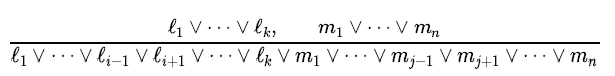 ℓ₁ ∨ ⋯ ∨ ℓₖ, m₁ ∨ ⋯ ∨ mₙ
ℓ₁ ∨ ⋯ ∨ ℓᵢ₋₁ ∨ ℓᵢ₊₁ ∨ ⋯ ∨ ℓₖ ∨ m₁ ∨ ⋯ ∨ mⱼ₋₁ ∨ mⱼ₊₁ ∨ ⋯ ∨ mₙ